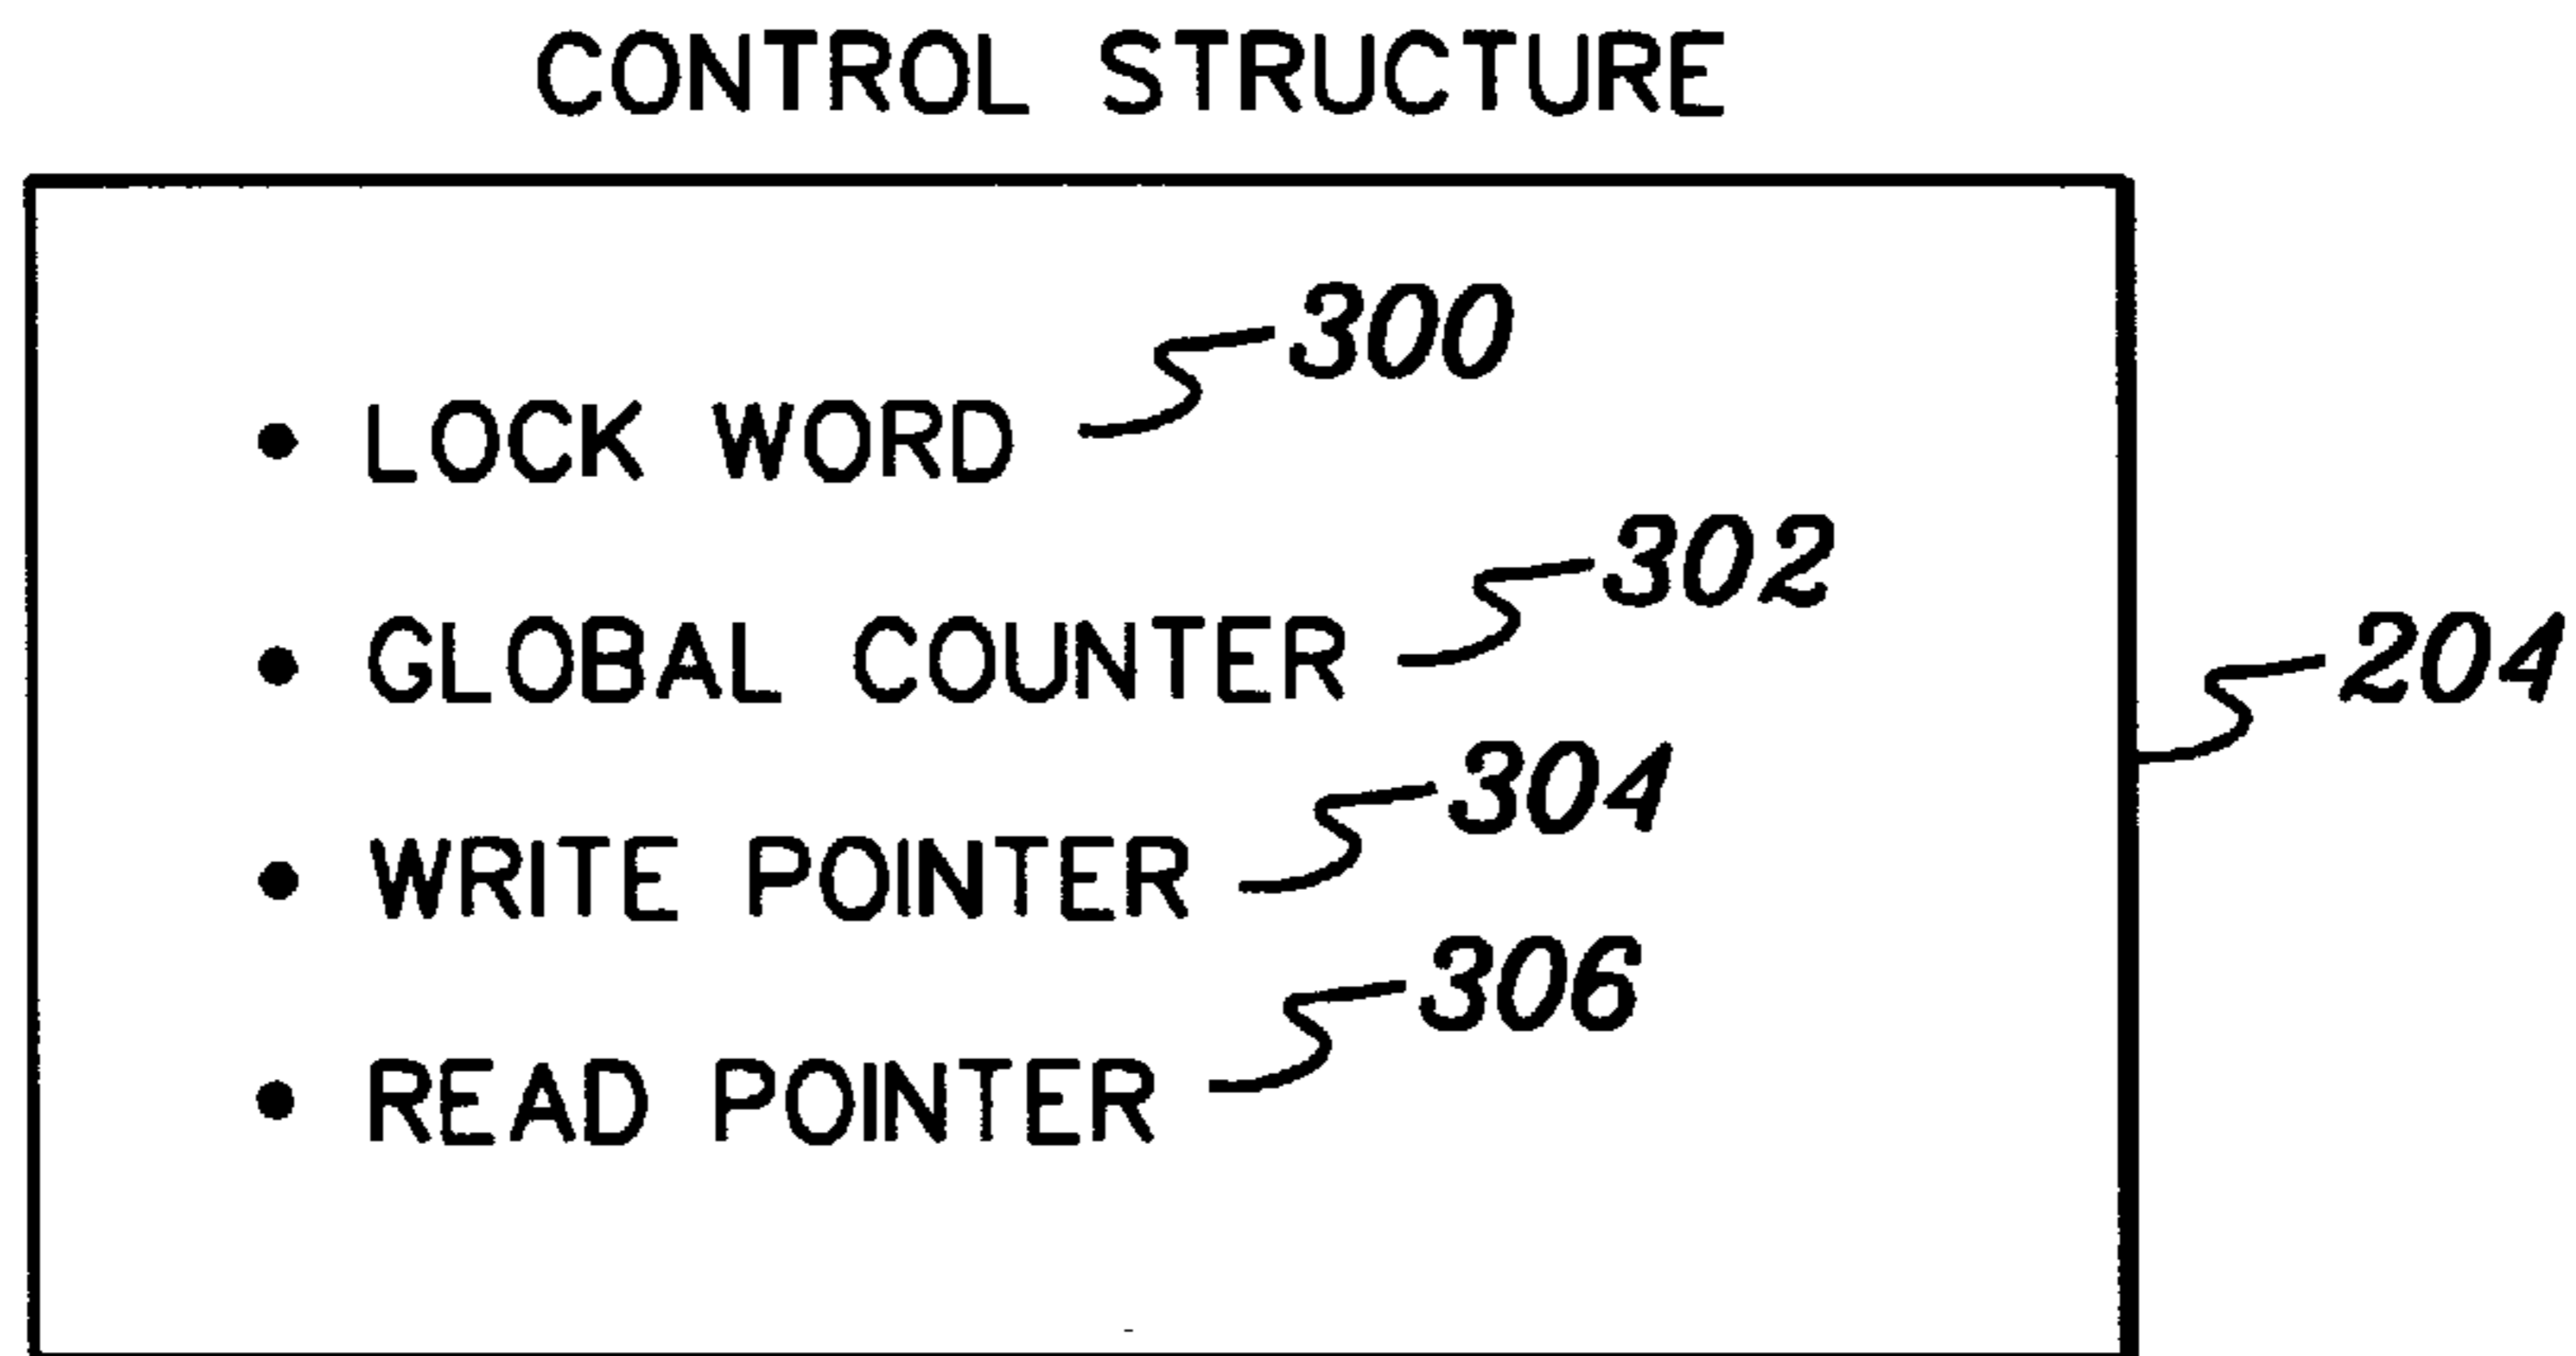 CONTROL STRUCTURE
• LOCK WORD 300
• GLOBAL COUNTER 302
204
• WRITE POINTER 304
• READ POINTER 306